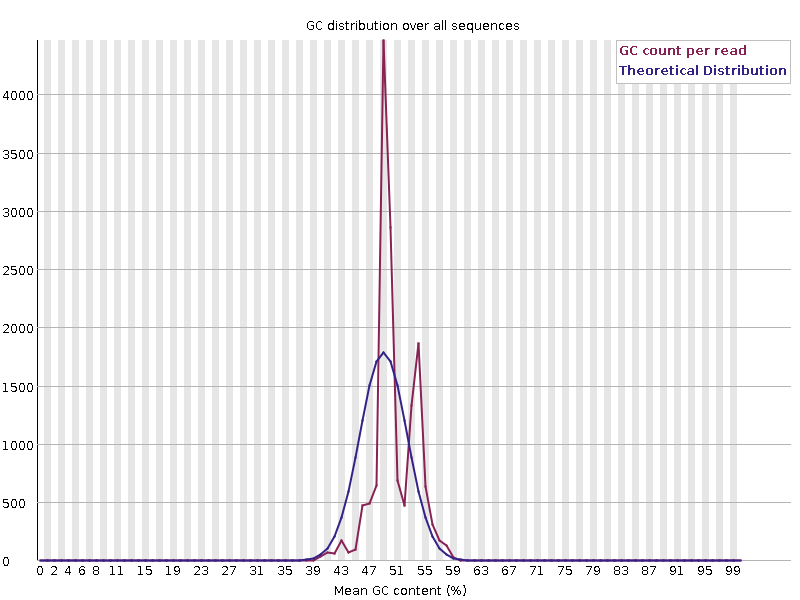 GC distribution over all sequences
GC count per read
Theoretical Distribution
4000
3500
3000
2500
2000
1500
1000
500
0
0 2 4 6 8 11 15 19 23 27 31 35 39 43 47 51 55 59 63 67 71 75 79 83 87 91 95 99
Mean GC content (%)